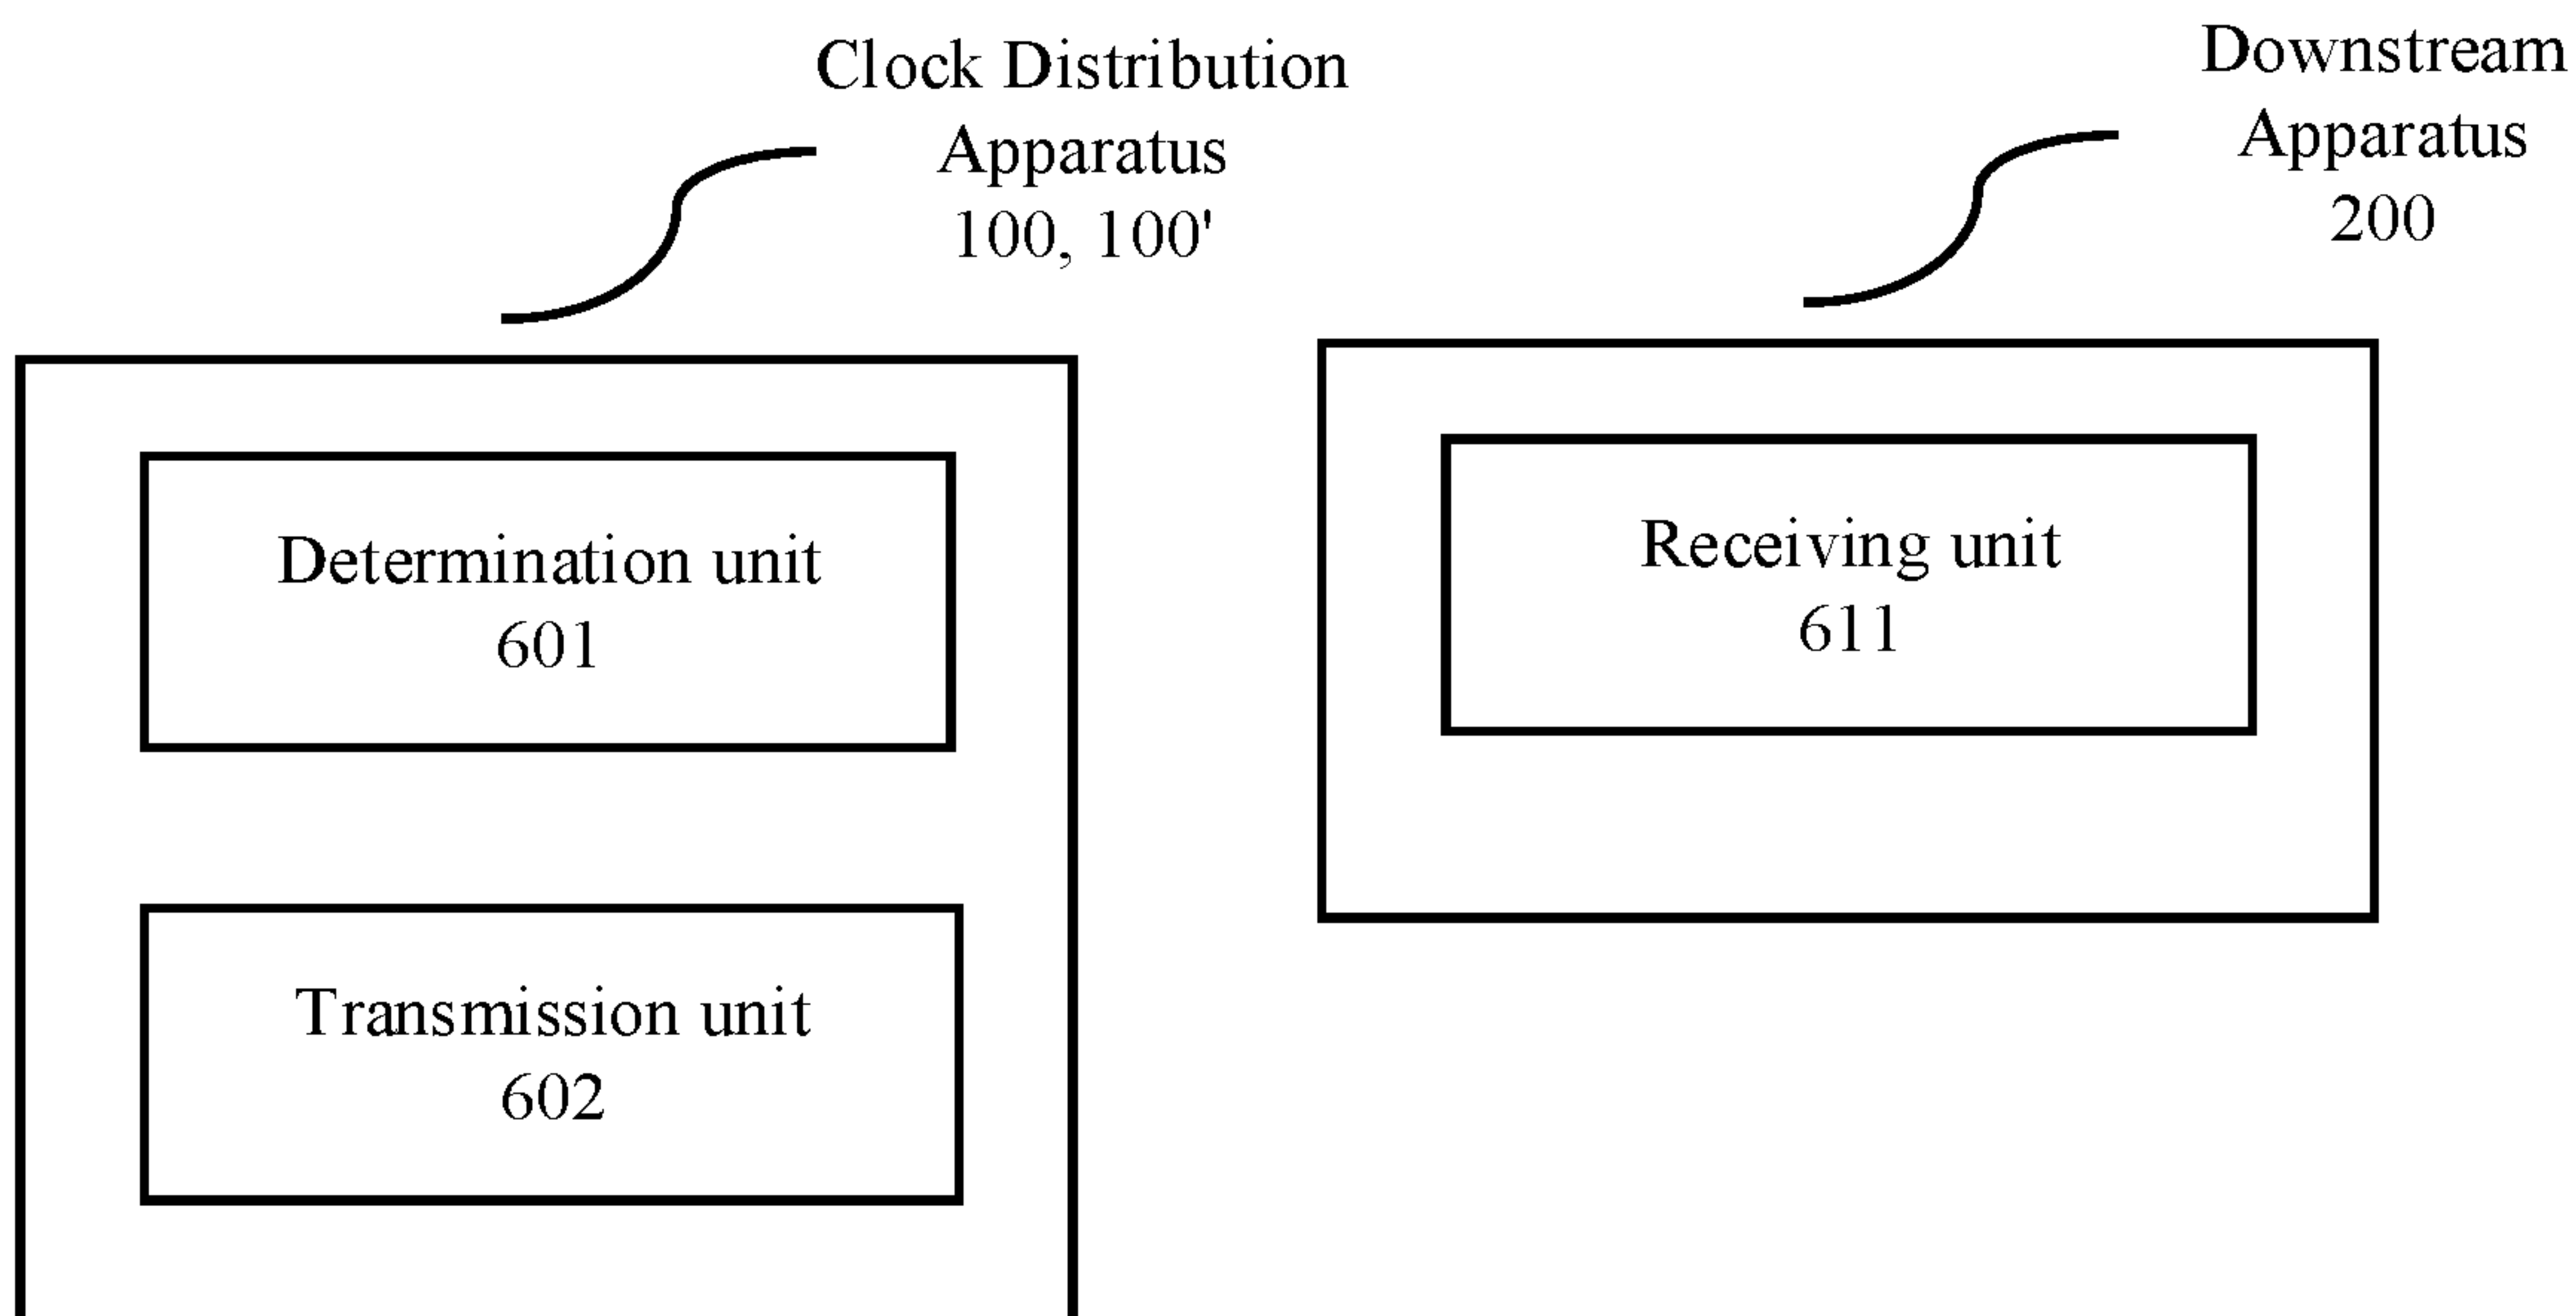 Clock Distribution
Apparatus
100, 100'
Downstream
Apparatus
200
Determination unit
601
Transmission unit
602
Receiving unit
611